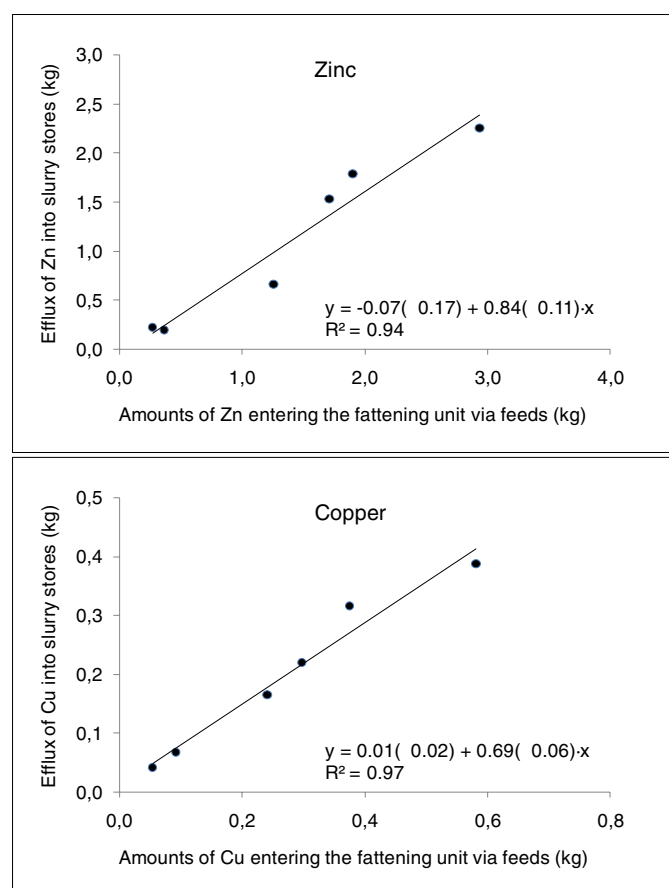 Zinc
3,0
2,5
2,0
1,5
1,0
0,5
0,0
Efflux of Zn into slurry stores (kg)
y = -0.07( 0.17) + 0.84( 0.11)·x
R² = 0.94
0,0 1,0 2,0 3,0 4,0
Amounts of Zn entering the fattening unit via feeds (kg)
Copper
0,5
0,4
0,3
0,2
0,1
0,0
Efflux of Cu into slurry stores (kg)
y = 0.01( 0.02) + 0.69( 0.06)·x
R² = 0.97
0,0 0,2 0,4 0,6 0,8
Amounts of Cu entering the fattening unit via feeds (kg)